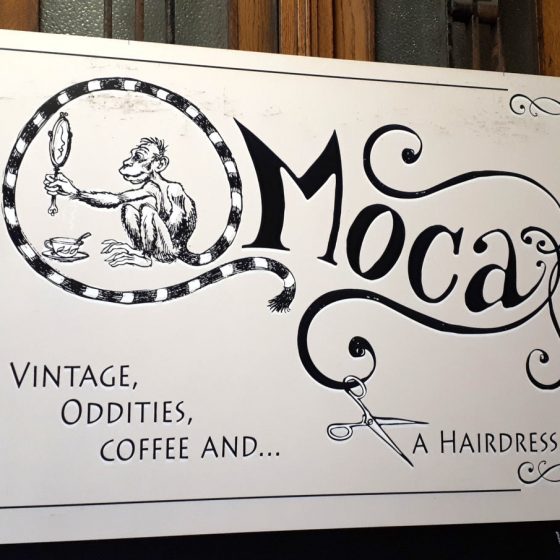 Moca
Vintage,
Oddities,
coffee and...
a Hairdress